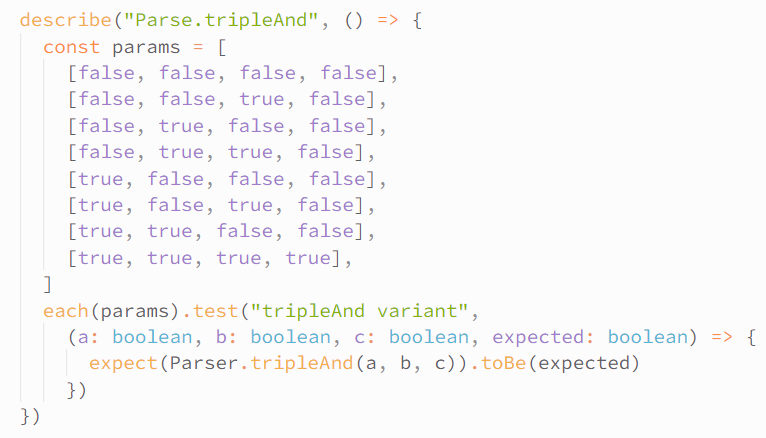 describe("Parse.tripleAnd", () => {
  const params = [
    [false, false, false, false],
    [false, false, true, false],
    [false, true, false, false],
    [false, true, true, false],
    [true, false, false, false],
    [true, false, true, false],
    [true, true, false, false],
    [true, true, true, true],
  ]
  each(params).test("tripleAnd variant",
    (a: boolean, b: boolean, c: boolean, expected: boolean) => {
      expect(Parser.tripleAnd(a, b, c)).toBe(expected)
    })
})